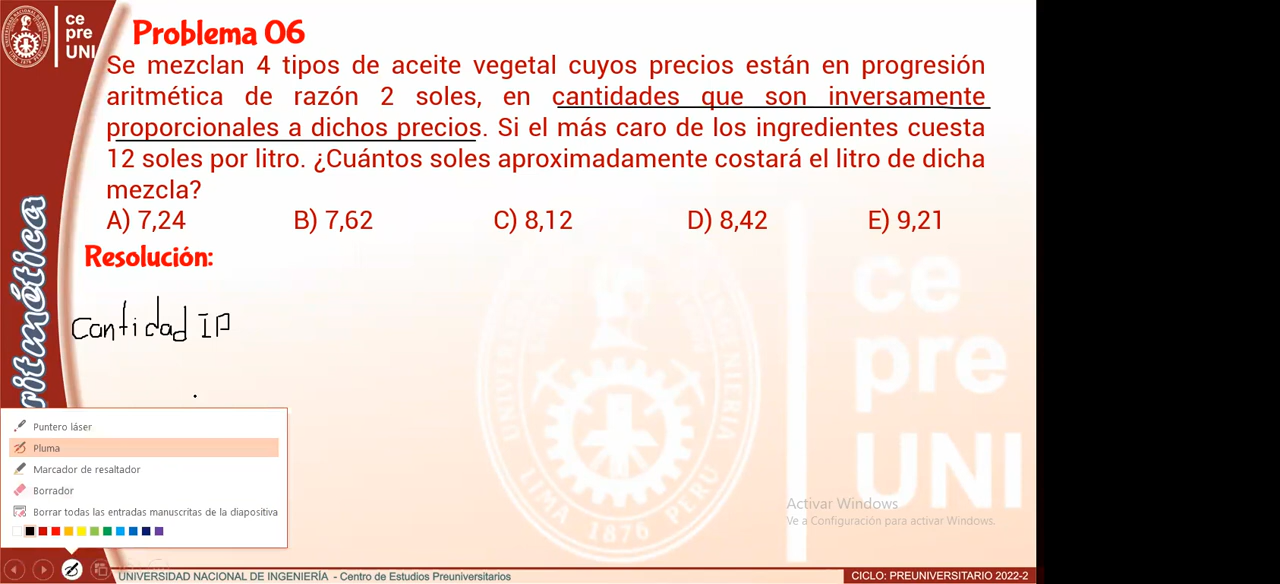 ce
pre
UNI
Problema 06
Se mezclan 4 tipos de aceite vegetal cuyos precios están en progresión
aritmética de razón 2 soles, en cantidades que son inversamente
proporcionales a dichos precios. Si el más caro de los ingredientes cuesta
12 soles por litro. ¿Cuántos soles aproximadamente costará el litro de dicha
mezcla?
A) 7,24 B) 7,62 C) 8,12 D) 8,42 E) 9,21
Resolución:
Cantidad IP
ritmética
ce
pre
UNI
LIMA 1876 PERÚ
Puntero láser
Pluma
Marcador de resaltador
Borrador
Borrar todas las entradas manuscritas de la diapositiva
Activar Windows
Ve a Configuración para activar Windows.
UNIVERSIDAD NACIONAL DE INGENIERÍA - Centro de Estudios Preuniversitarios
CICLO: PREUNIVERSITARIO 2022-2